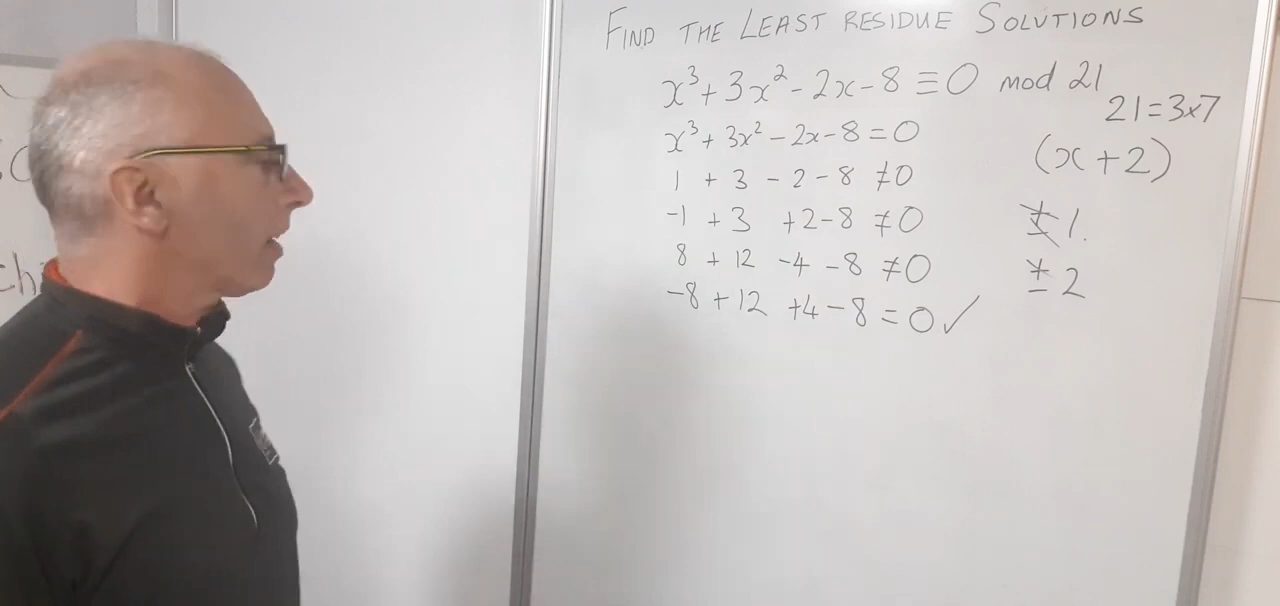 FIND THE LEAST RESIDUE SOLUTIONS
x³+3x²-2x-8≡0 mod 21
21=3×7
x³+3x²-2x-8=0
(x+2)
1 +3 -2-8 ≠0
-1 +3 +2-8 ≠0
±1.
8 +12 -4 -8 ≠0
±2
-8 +12 +4-8 =0✓